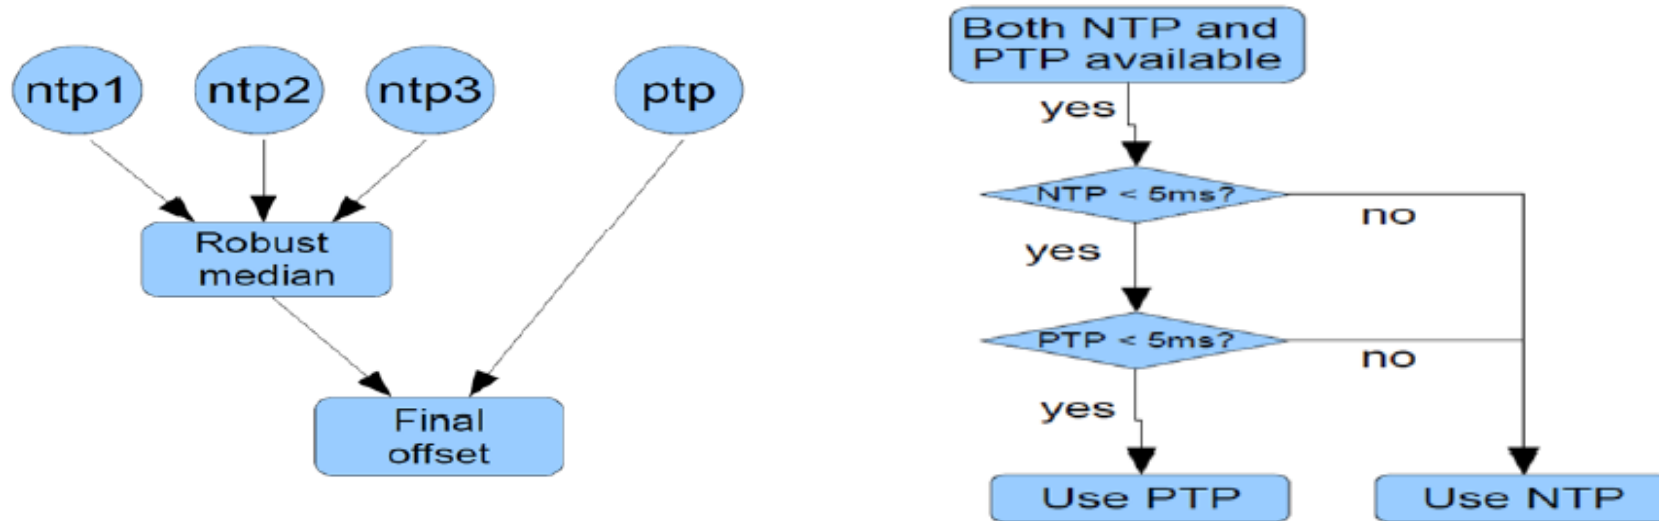 ntp1
ntp2
ntp3
ptp
Robust
median
Final
offset
Both NTP and
PTP available
yes
NTP < 5ms?
no
yes
PTP < 5ms?
no
yes
Use PTP
Use NTP